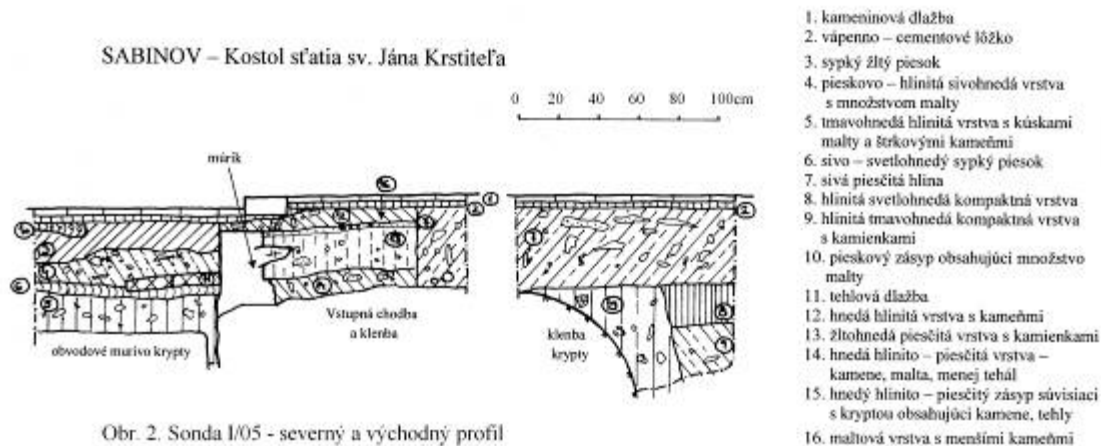 SABINOV – Kostol sťatia sv. Jána Krstiteľa
0 20 40 60 80 100cm
múrik
Vstupná chodba
a klenba
obvodové murivo krypty
klenba
krypty
Obr. 2. Sonda I/05 - severný a východný profil
1. kameninová dlažba
2. vápenno – cementové lôžko
3. sypký žltý piesok
4. pieskovo – hlinitá sivohnedá vrstva
s množstvom malty
5. tmavohnedá hlinitá vrstva s kúskami
malty a štrkovými kameňmi
6. sivo – svetlohnedý sypký piesok
7. sivá piesčitá hlina
8. hlinitá svetlohnedá kompaktná vrstva
9. hlinitá tmavohnedá kompaktná vrstva
s kamienkami
10. pieskový zásyp obsahujúci množstvo
malty
11. tehlová dlažba
12. hnedá hlinitá vrstva s kameňmi
13. žltohnedá piesčitá vrstva s kamienkami
14. hnedá hlinito – piesčitá vrstva –
kamene, malta, menej tehál
15. hnedý hlinito – piesčitý zásyp súvisiaci
s kryptou obsahujúci kamene, tehly
16. maltová vrstva s menšími kameňmi